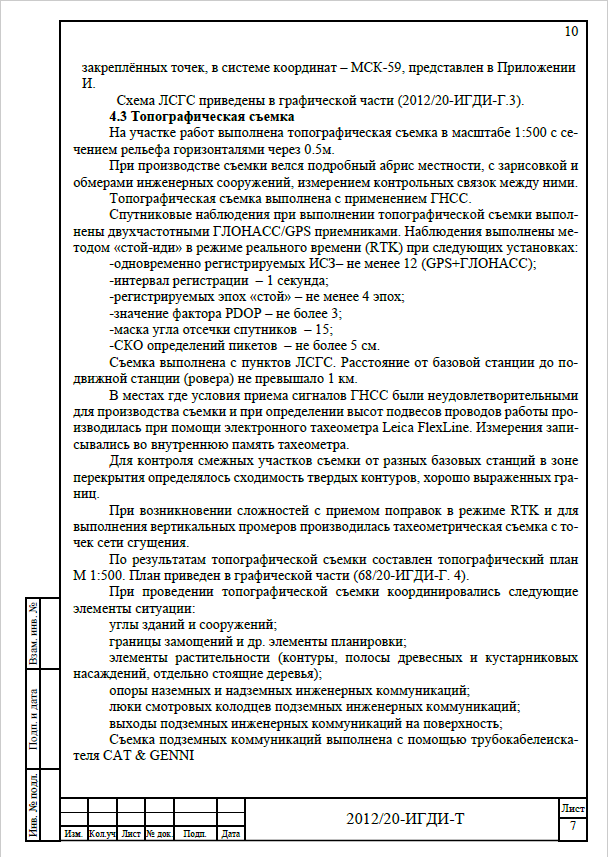 10
закреплённых точек, в системе координат – МСК-59, представлен в Приложении
И.
Схема ЛСГС приведены в графической части (2012/20-ИГДИ-Г.3).
4.3 Топографическая съемка
На участке работ выполнена топографическая съемка в масштабе 1:500 с се-
чением рельефа горизонталями через 0.5м.
При производстве съемки велся подробный абрис местности, с зарисовкой и
обмерами инженерных сооружений, измерением контрольных связок между ними.
Топографическая съемка выполнена с применением ГНСС.
Спутниковые наблюдения при выполнении топографической съемки выпол-
нены двухчастотными ГЛОНАСС/GPS приемниками. Наблюдения выполнены ме-
тодом «стой-иди» в режиме реального времени (RTK) при следующих установках:
-одновременно регистрируемых ИСЗ– не менее 12 (GPS+ГЛОНАСС);
-интервал регистрации – 1 секунда;
-регистрируемых эпох «стой» – не менее 4 эпох;
-значение фактора PDOP – не более 3;
-маска угла отсечки спутников – 15;
-СКО определений пикетов – не более 5 см.
Съемка выполнена с пунктов ЛСГС. Расстояние от базовой станции до по-
движной станции (ровера) не превышало 1 км.
В местах где условия приема сигналов ГНСС были неудовлетворительными
для производства съемки и при определении высот подвесов проводов работы про-
изводилась при помощи электронного тахеометра Leica FlexLine. Измерения запи-
сывались во внутреннюю память тахеометра.
Для контроля смежных участков съемки от разных базовых станций в зоне
перекрытия определялось сходимость твердых контуров, хорошо выраженных гра-
ниц.
При возникновении сложностей с приемом поправок в режиме RTK и для
выполнения вертикальных промеров производилась тахеометрическая съемка с то-
чек сети сгущения.
По результатам топографической съемки составлен топографический план
М 1:500. План приведен в графической части (68/20-ИГДИ-Г. 4).
При проведении топографической съемки координировались следующие
элементы ситуации:
углы зданий и сооружений;
границы замощений и др. элементы планировки;
элементы растительности (контуры, полосы древесных и кустарниковых
насаждений, отдельно стоящие деревья);
опоры наземных и надземных инженерных коммуникаций;
люки смотровых колодцев подземных инженерных коммуникаций;
выходы подземных инженерных коммуникаций на поверхность;
Съемка подземных коммуникаций выполнена с помощью трубокабелеиска-
теля CAT & GENNI
Взам. инв. №
Подп. и дата
Инв. № подл.
Изм. Кол.уч Лист № док. Подп. Дата
2012/20-ИГДИ-Т
Лист
7